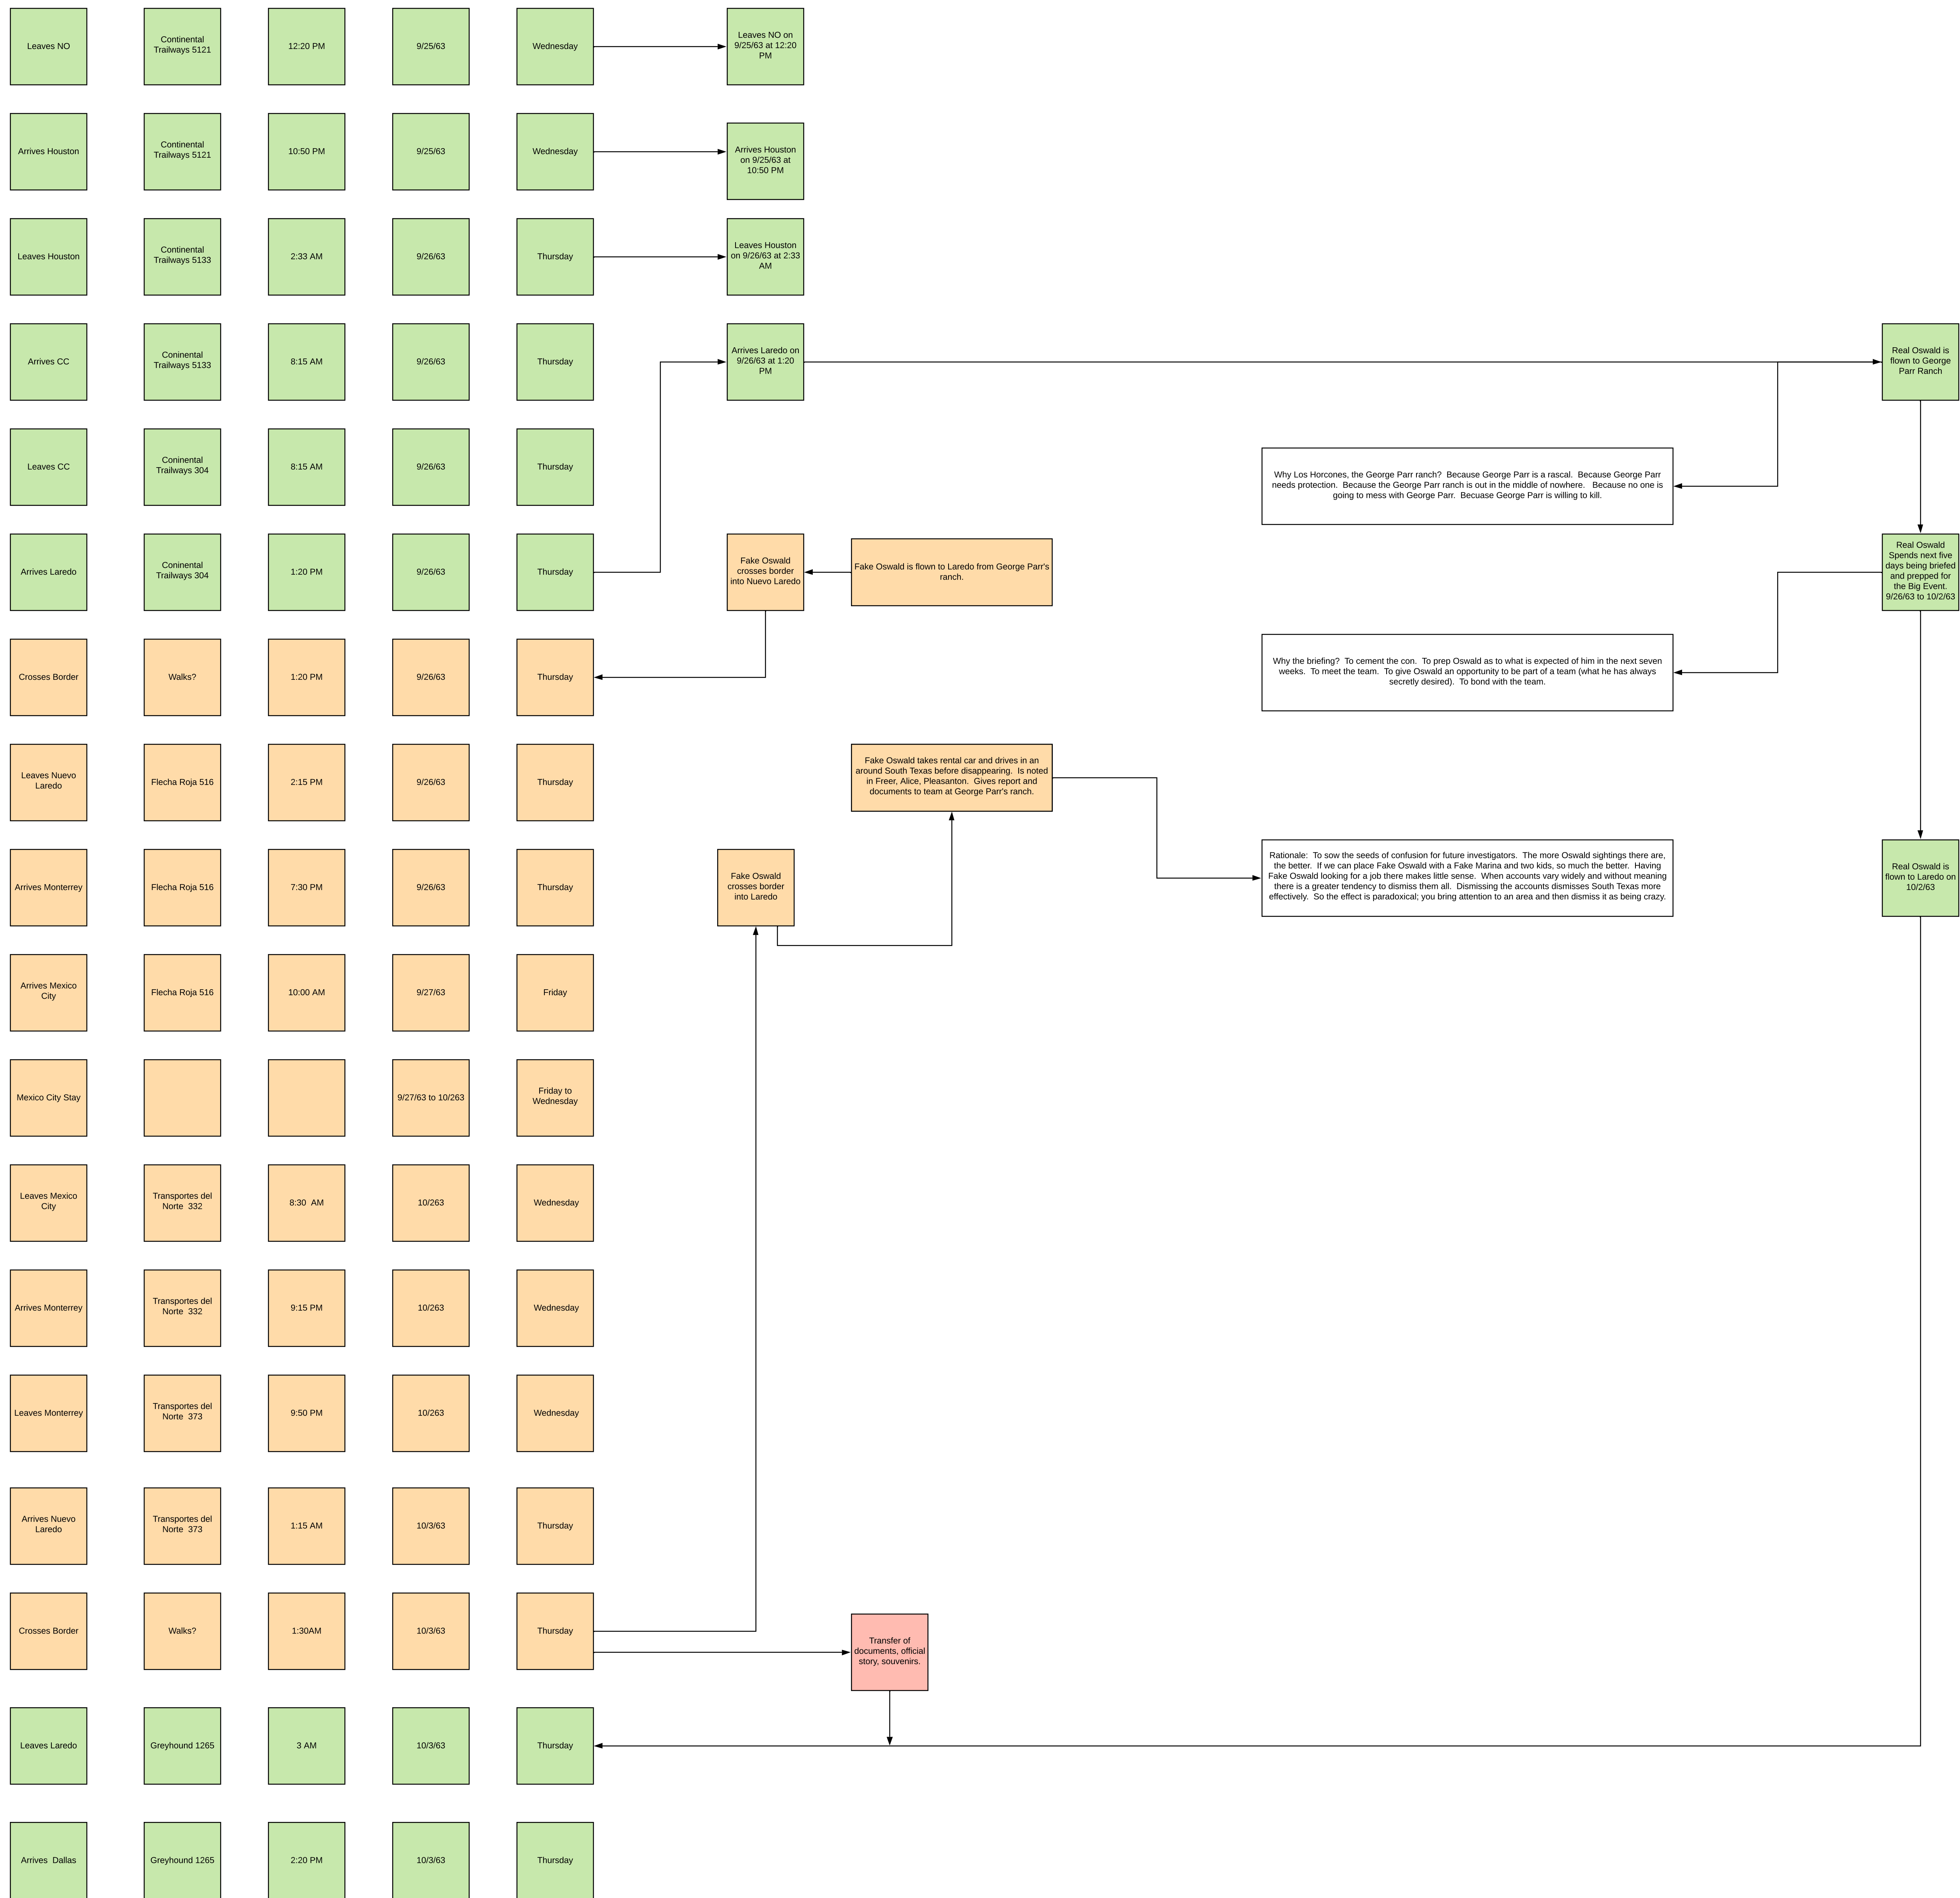 Leaves NO
Continental
Trailways 5121
12:20 PM
9/25/63
Wednesday
Leaves NO on
9/25/63 at 12:20
PM
Arrives Houston
Continental
Trailways 5121
10:50 PM
9/25/63
Wednesday
Arrives Houston
on 9/25/63 at
10:50 PM
Leaves Houston
Continental
Trailways 5133
2:33 AM
9/26/63
Thursday
Leaves Houston
on 9/26/63 at 2:33
AM
Arrives CC
Coninental
Trailways 5133
8:15 AM
9/26/63
Thursday
Arrives Laredo on
9/26/63 at 1:20
PM
Real Oswald is
flown to George
Parr Ranch
Leaves CC
Coninental
Trailways 304
8:15 AM
9/26/63
Thursday
Why Los Horcones, the George Parr ranch?  Because George Parr is a rascal.  Because George Parr
needs protection.  Because the George Parr ranch is out in the middle of nowhere.   Because no one is
going to mess with George Parr.  Becuase George Parr is willing to kill.
Arrives Laredo
Coninental
Trailways 304
1:20 PM
9/26/63
Thursday
Fake Oswald
crosses border
into Nuevo Laredo
Fake Oswald is flown to Laredo from George Parr's
ranch.
Real Oswald
Spends next five
days being briefed
and prepped for
the Big Event.
9/26/63 to 10/2/63
Crosses Border
Walks?
1:20 PM
9/26/63
Thursday
Why the briefing?  To cement the con.  To prep Oswald as to what is expected of him in the next seven
weeks.  To meet the team.  To give Oswald an opportunity to be part of a team (what he has always
secretly desired).  To bond with the team.
Leaves Nuevo
Laredo
Flecha Roja 516
2:15 PM
9/26/63
Thursday
Fake Oswald takes rental car and drives in an
around South Texas before disappearing.  Is noted
in Freer, Alice, Pleasanton.  Gives report and
documents to team at George Parr's ranch.
Arrives Monterrey
Flecha Roja 516
7:30 PM
9/26/63
Thursday
Fake Oswald
crosses border
into Laredo
Rationale:  To sow the seeds of confusion for future investigators.  The more Oswald sightings there are,
the better.  If we can place Fake Oswald with a Fake Marina and two kids, so much the better.  Having
Fake Oswald looking for a job there makes little sense.  When accounts vary widely and without meaning
there is a greater tendency to dismiss them all.  Dismissing the accounts dismisses South Texas more
effectively.  So the effect is paradoxical; you bring attention to an area and then dismiss it as being crazy.
Real Oswald is
flown to Laredo on
10/2/63
Arrives Mexico
City
Flecha Roja 516
10:00 AM
9/27/63
Friday
Mexico City Stay
9/27/63 to 10/263
Friday to
Wednesday
Leaves Mexico
City
Transportes del
Norte  332
8:30  AM
10/263
Wednesday
Arrives Monterrey
Transportes del
Norte  332
9:15 PM
10/263
Wednesday
Leaves Monterrey
Transportes del
Norte  373
9:50 PM
10/263
Wednesday
Arrives Nuevo
Laredo
Transportes del
Norte  373
1:15 AM
10/3/63
Thursday
Crosses Border
Walks?
1:30AM
10/3/63
Thursday
Transfer of
documents, official
story, souvenirs.
Leaves Laredo
Greyhound 1265
3 AM
10/3/63
Thursday
Arrives  Dallas
Greyhound 1265
2:20 PM
10/3/63
Thursday